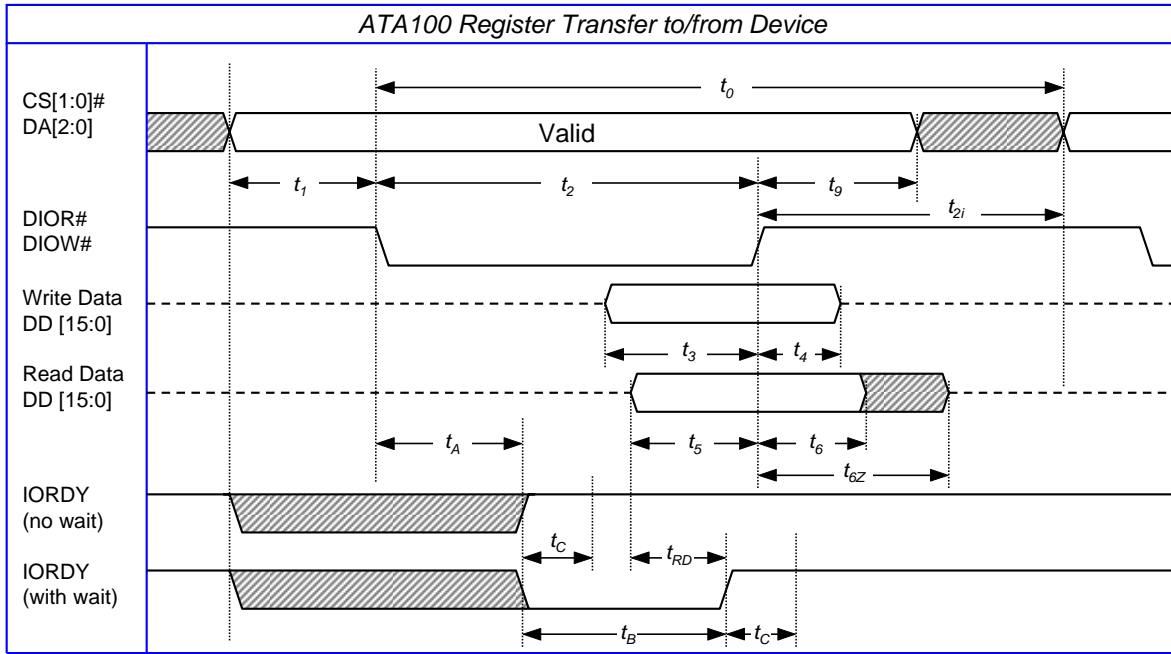 ATA100 Register Transfer to/from Device
t0
CS[1:0]#
DA[2:0]
Valid
t1
t2
t9
t2i
DIOR#
DIOW#
Write Data
DD [15:0]
t3
t4
Read Data
DD [15:0]
tA
t5
t6
t6Z
IORDY
(no wait)
tC
tRD
IORDY
(with wait)
tB
tC